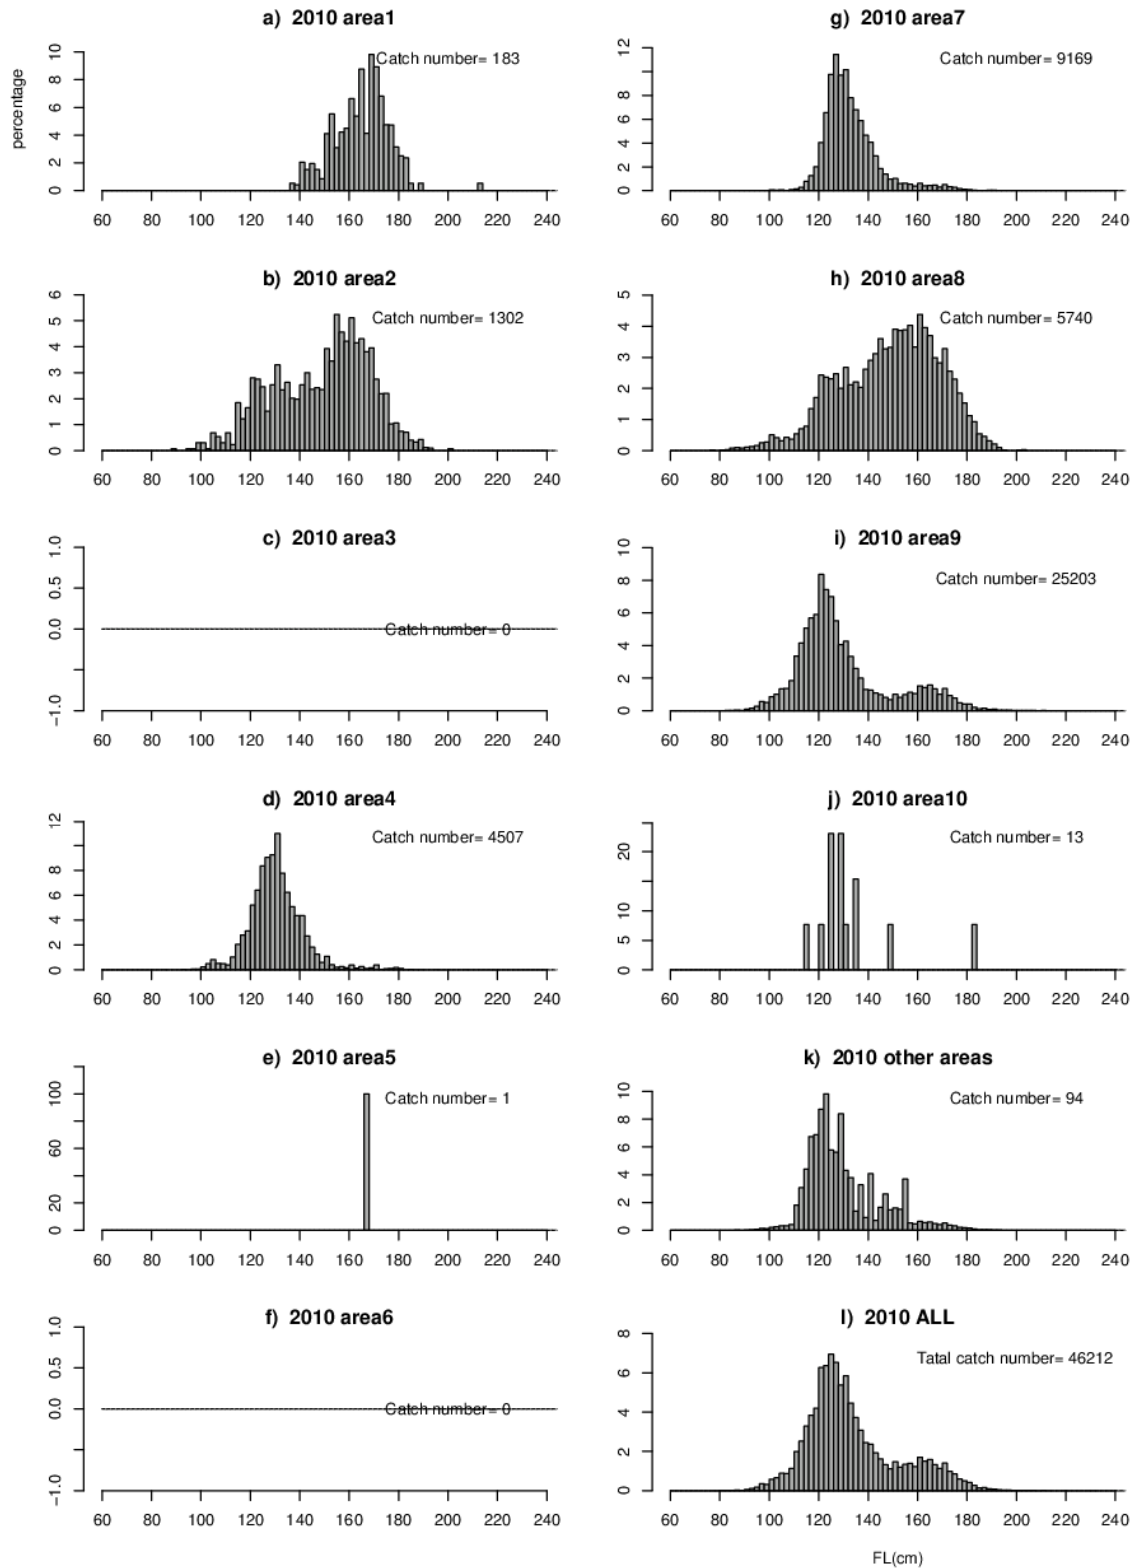 a) 2010 area1
percentage
Catch number= 183
0 2 4 6 8 10
60 80 100 120 140 160 180 200 220 240
b) 2010 area2
Catch number= 1302
0 1 2 3 4 5 6
60 80 100 120 140 160 180 200 220 240
c) 2010 area3
Catch number= 0
−1.0 0.0 0.5 1.0
60 80 100 120 140 160 180 200 220 240
d) 2010 area4
Catch number= 4507
0 2 4 6 8 12
60 80 100 120 140 160 180 200 220 240
e) 2010 area5
Catch number= 1
0 20 60 100
60 80 100 120 140 160 180 200 220 240
f) 2010 area6
Catch number= 0
−1.0 0.0 0.5 1.0
60 80 100 120 140 160 180 200 220 240
g) 2010 area7
Catch number= 9169
0 2 4 6 8 12
60 80 100 120 140 160 180 200 220 240
h) 2010 area8
Catch number= 5740
0 1 2 3 4 5
60 80 100 120 140 160 180 200 220 240
i) 2010 area9
Catch number= 25203
0 2 4 6 8 10
60 80 100 120 140 160 180 200 220 240
j) 2010 area10
Catch number= 13
0 5 10 20
60 80 100 120 140 160 180 200 220 240
k) 2010 other areas
Catch number= 94
0 2 4 6 8 10
60 80 100 120 140 160 180 200 220 240
l) 2010 ALL
Tatal catch number= 46212
0 2 4 6 8
60 80 100 120 140 160 180 200 220 240
FL(cm)